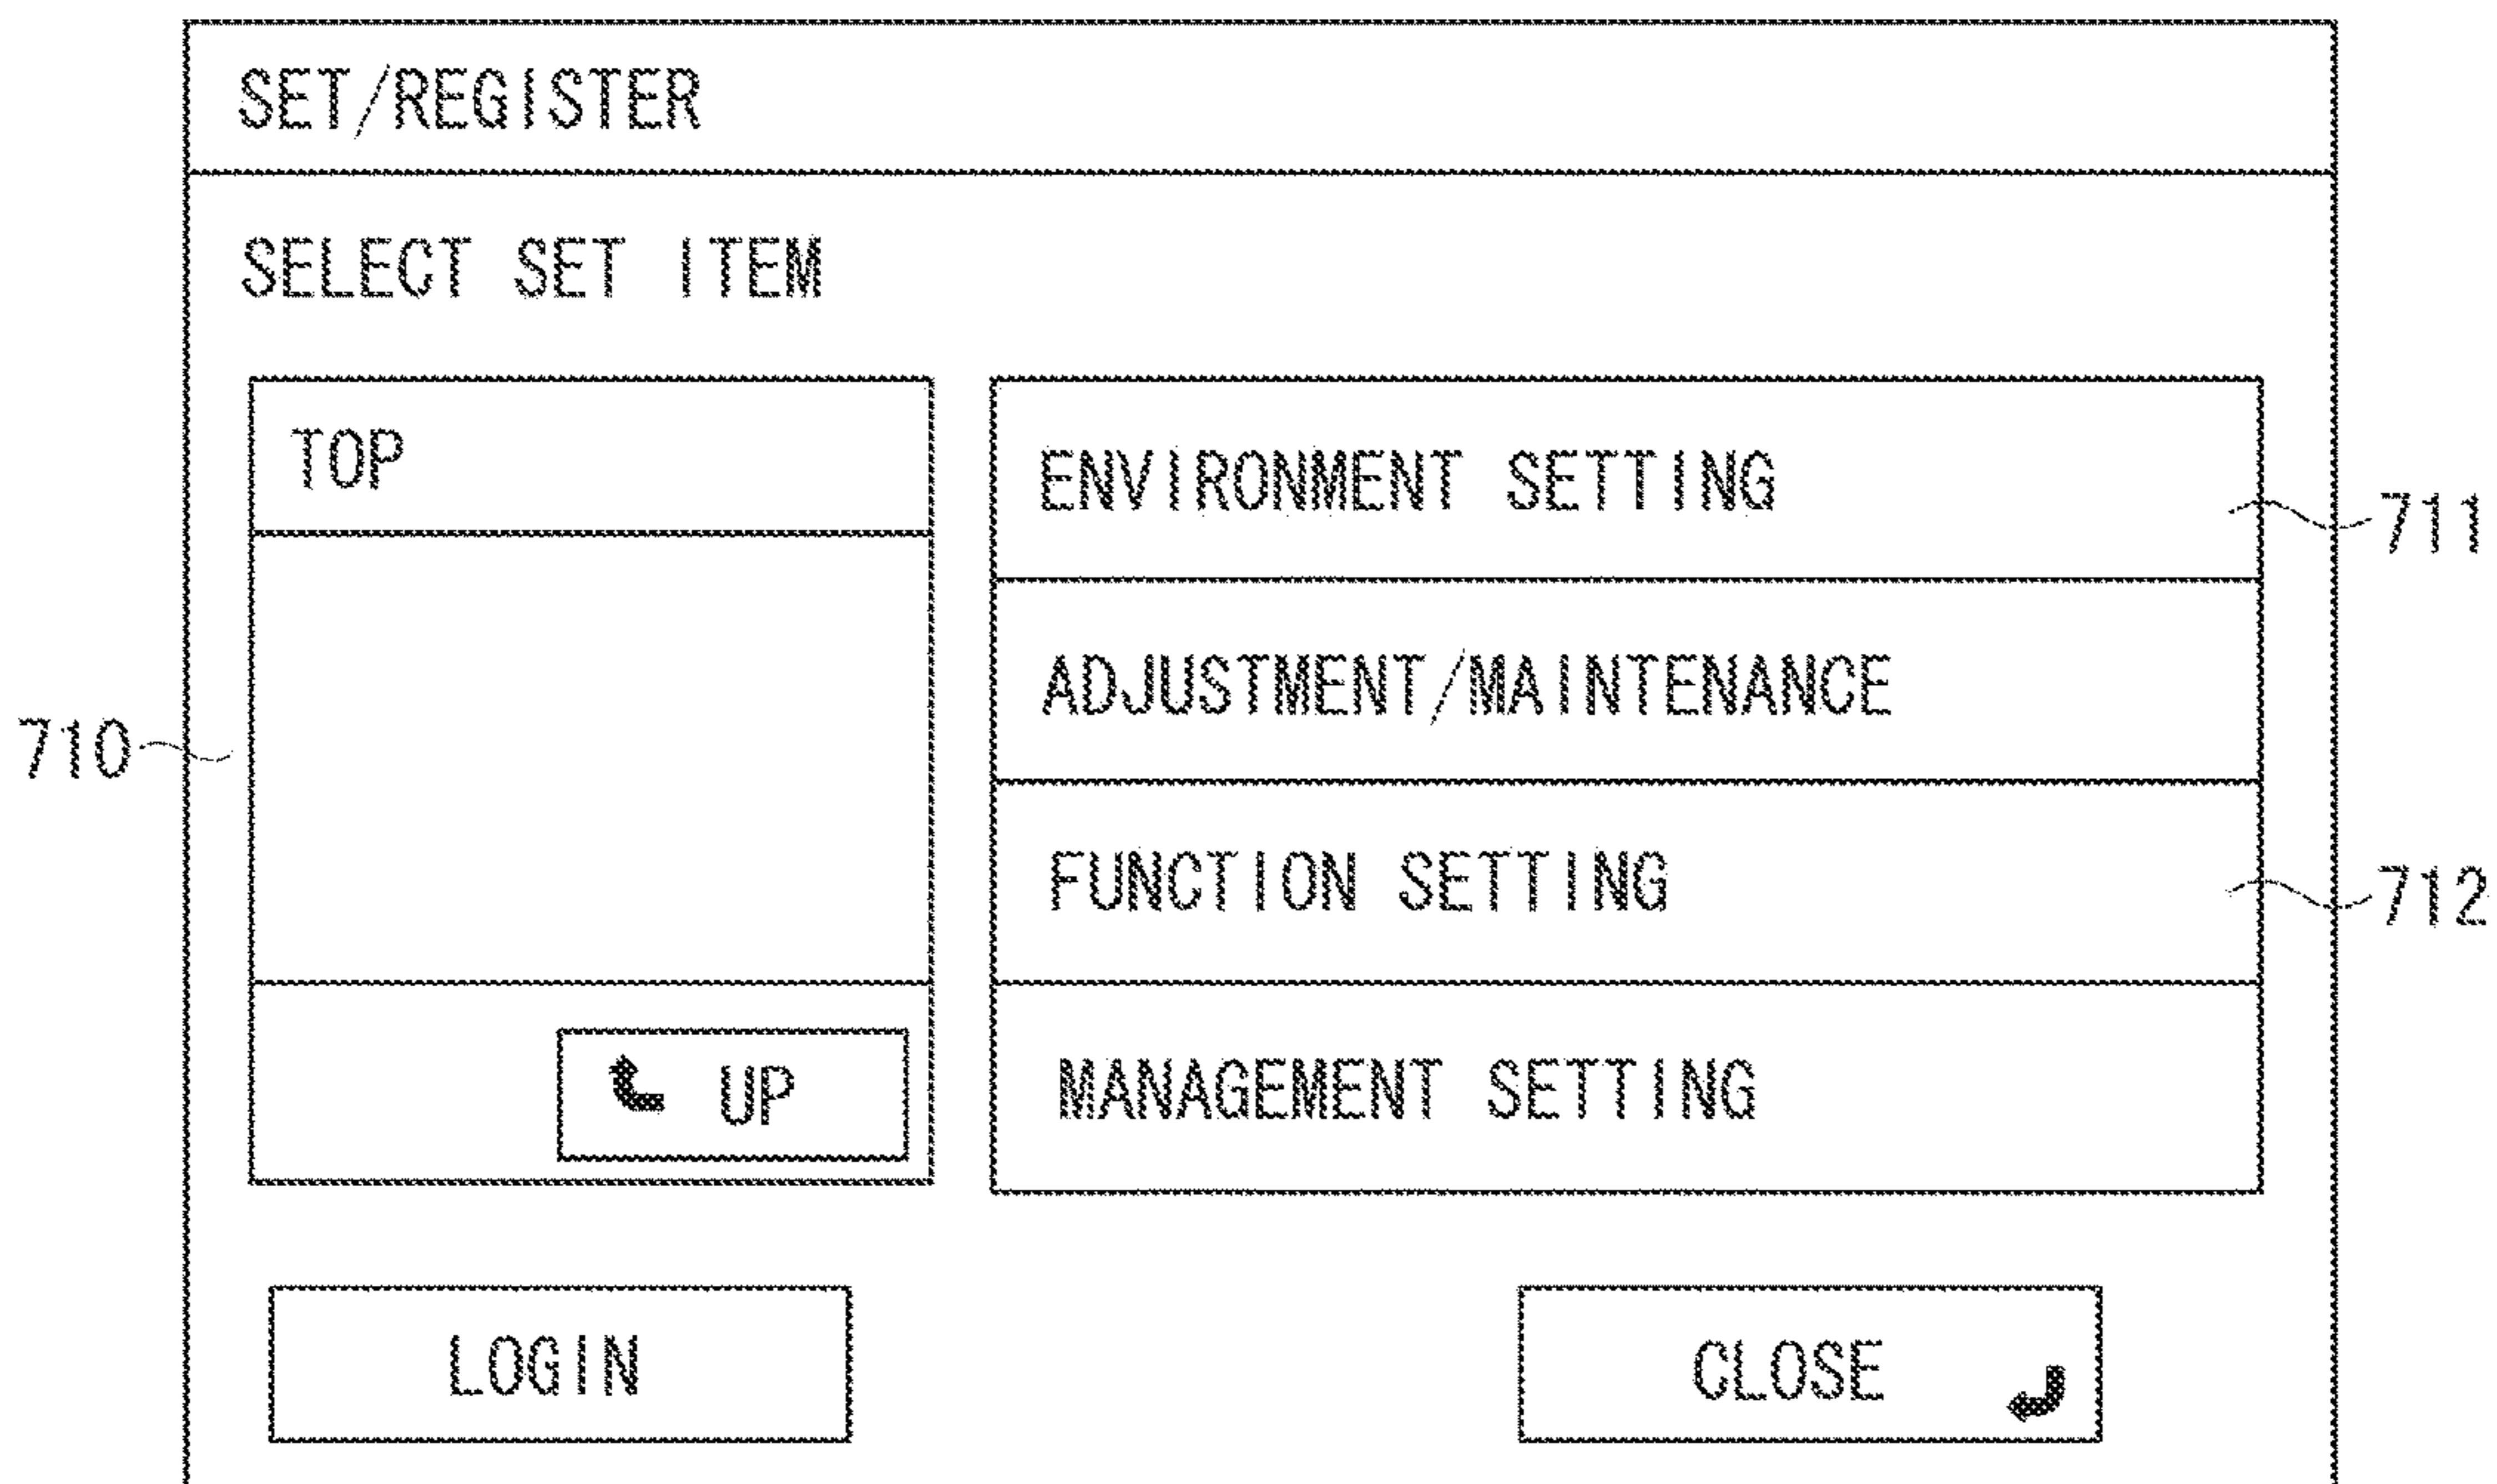 SET/REGISTER
SELECT SET ITEM
TOP
ENVIRONMENT SETTING
711
ADJUSTMENT/MAINTENANCE
710
FUNCTION SETTING
712
UP
MANAGEMENT SETTING
LOGIN
CLOSE